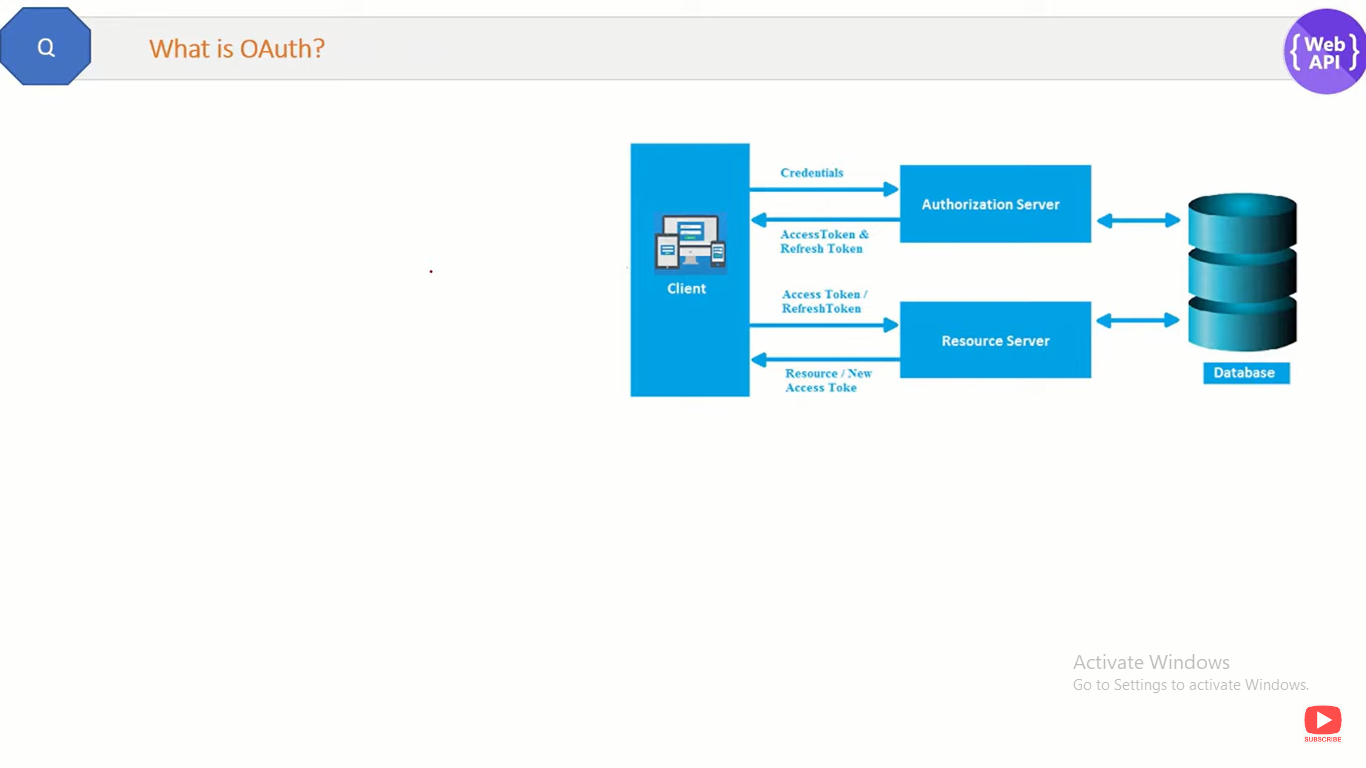 Q
What is OAuth?
{Web
API}
Credentials
Authorization Server
AccessToken &
Refresh Token
Client
Access Token /
RefreshToken
Resource Server
Resource / New
Access Toke
Database
Activate Windows
Go to Settings to activate Windows.
SUBSCRIBE